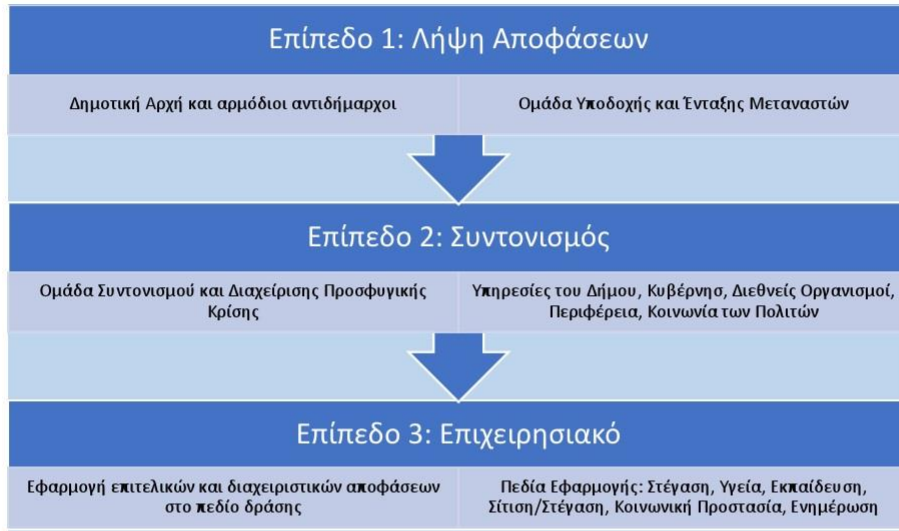 Επίπεδο 1: Λήψη Αποφάσεων
Δημοτική Αρχή και αρμόδιοι αντιδήμαρχοι
Ομάδα Υποδοχής και Ένταξης Μεταναστών
Επίπεδο 2: Συντονισμός
Ομάδα Συντονισμού και Διαχείρισης Προσφυγικής
Κρίσης
Υπηρεσίες του Δήμου, Κυβέρνησ, Διεθνείς Οργανισμοί,
Περιφέρεια, Κοινωνία των Πολιτών
Επίπεδο 3: Επιχειρησιακό
Εφαρμογή επιτελικών και διαχειριστικών αποφάσεων
στο πεδίο δράσης
Πεδία Εφαρμογής: Στέγαση, Υγεία, Εκπαίδευση,
Σίτιση/Στέγαση, Κοινωνική Προστασία, Ενημέρωση